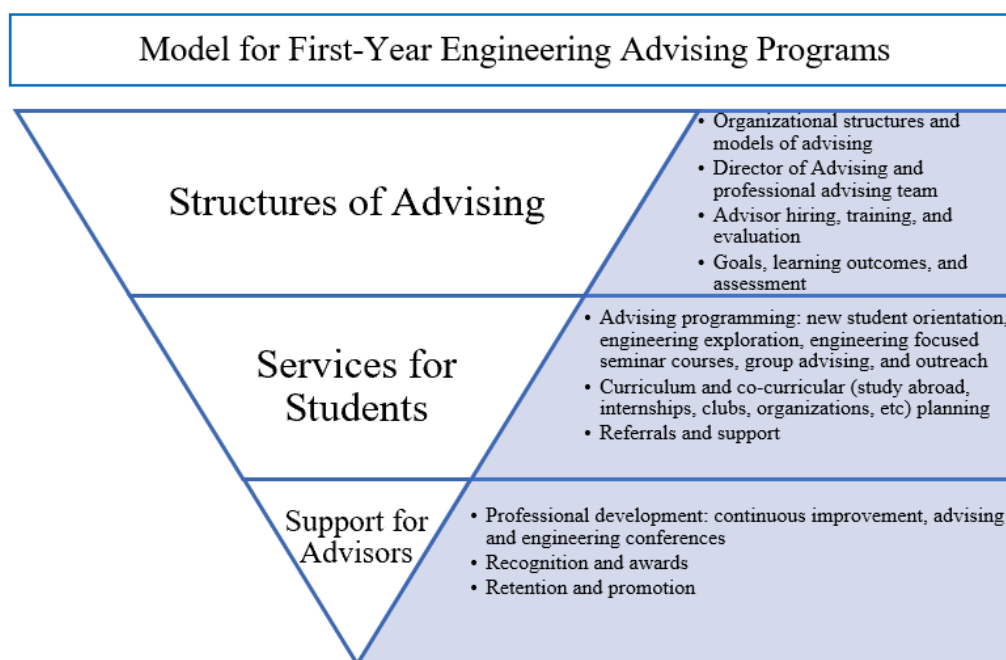 Model for First-Year Engineering Advising Programs
Structures of Advising
• Organizational structures and
models of advising
• Director of Advising and
professional advising team
• Advisor hiring, training, and
evaluation
• Goals, learning outcomes, and
assessment
Services for
Students
• Advising programming: new student orientation,
engineering exploration, engineering focused
seminar courses, group advising, and outreach
• Curriculum and co-curricular (study abroad,
internships, clubs, organizations, etc) planning
• Referrals and support
Support for
Advisors
• Professional development: continuous improvement, advising
and engineering conferences
• Recognition and awards
• Retention and promotion